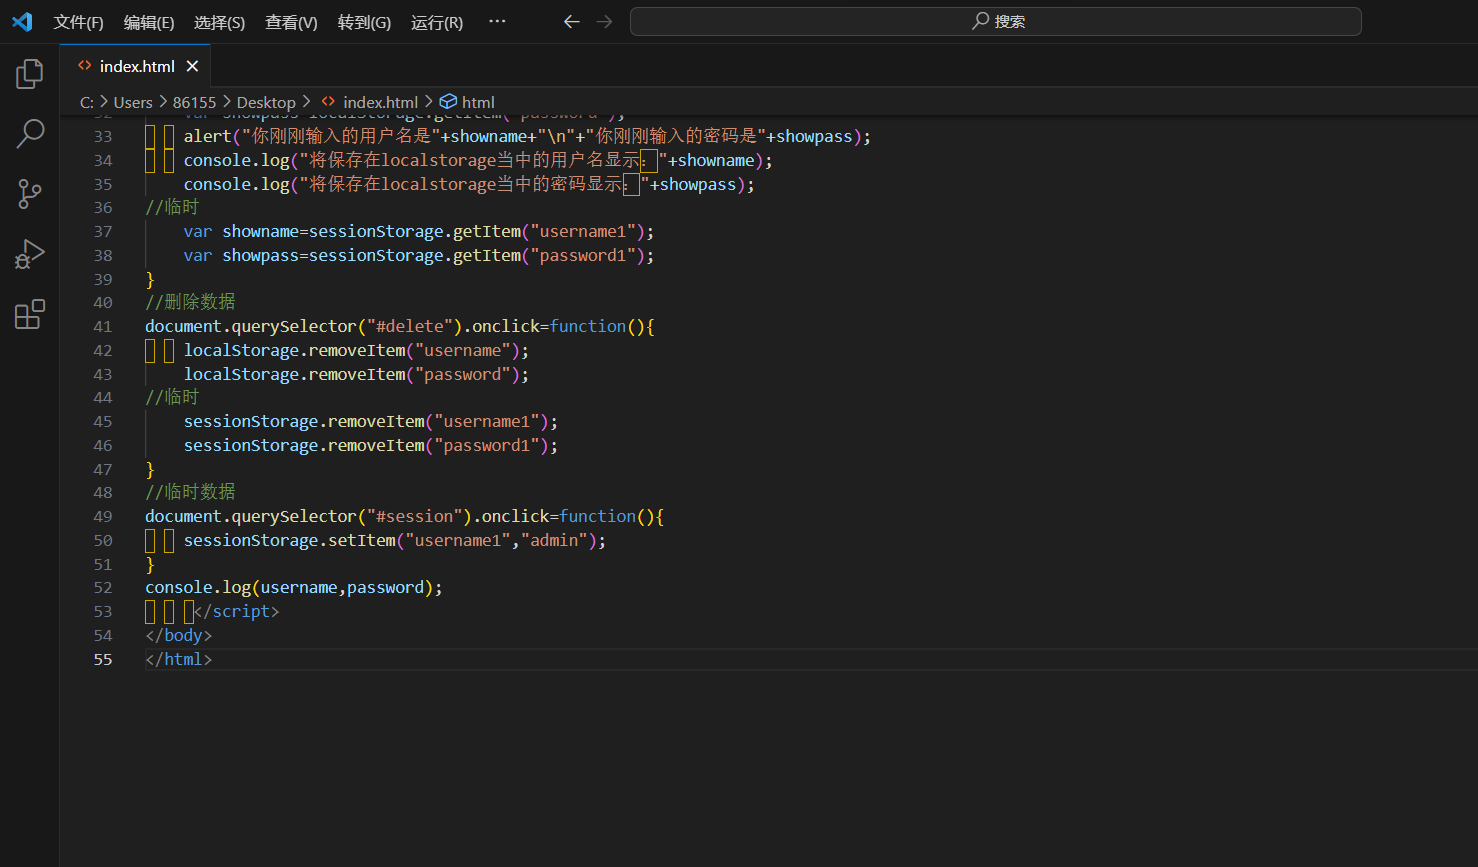 文件(F) 编辑(E) 选择(S) 查看(V) 转到(G) 运行(R) ··· 搜索
index.html
C: > Users > 86155 > Desktop > index.html > html
33 alert("你刚刚输入的用户名是"+showname+"\n"+"你刚刚输入的密码是"+showpass);
34 console.log("将保存在localstorage当中的用户名显示："+showname);
35 console.log("将保存在localstorage当中的密码显示："+showpass);
36 //临时
37 var showname=sessionStorage.getItem("username1");
38 var showpass=sessionStorage.getItem("password1");
39 }
40 //删除数据
41 document.querySelector("#delete").onclick=function(){
42 localStorage.removeItem("username");
43 localStorage.removeItem("password");
44 //临时
45 sessionStorage.removeItem("username1");
46 sessionStorage.removeItem("password1");
47 }
48 //临时数据
49 document.querySelector("#session").onclick=function(){
50 sessionStorage.setItem("username1","admin");
51 }
52 console.log(username,password);
53 </script>
54 </body>
55 </html>